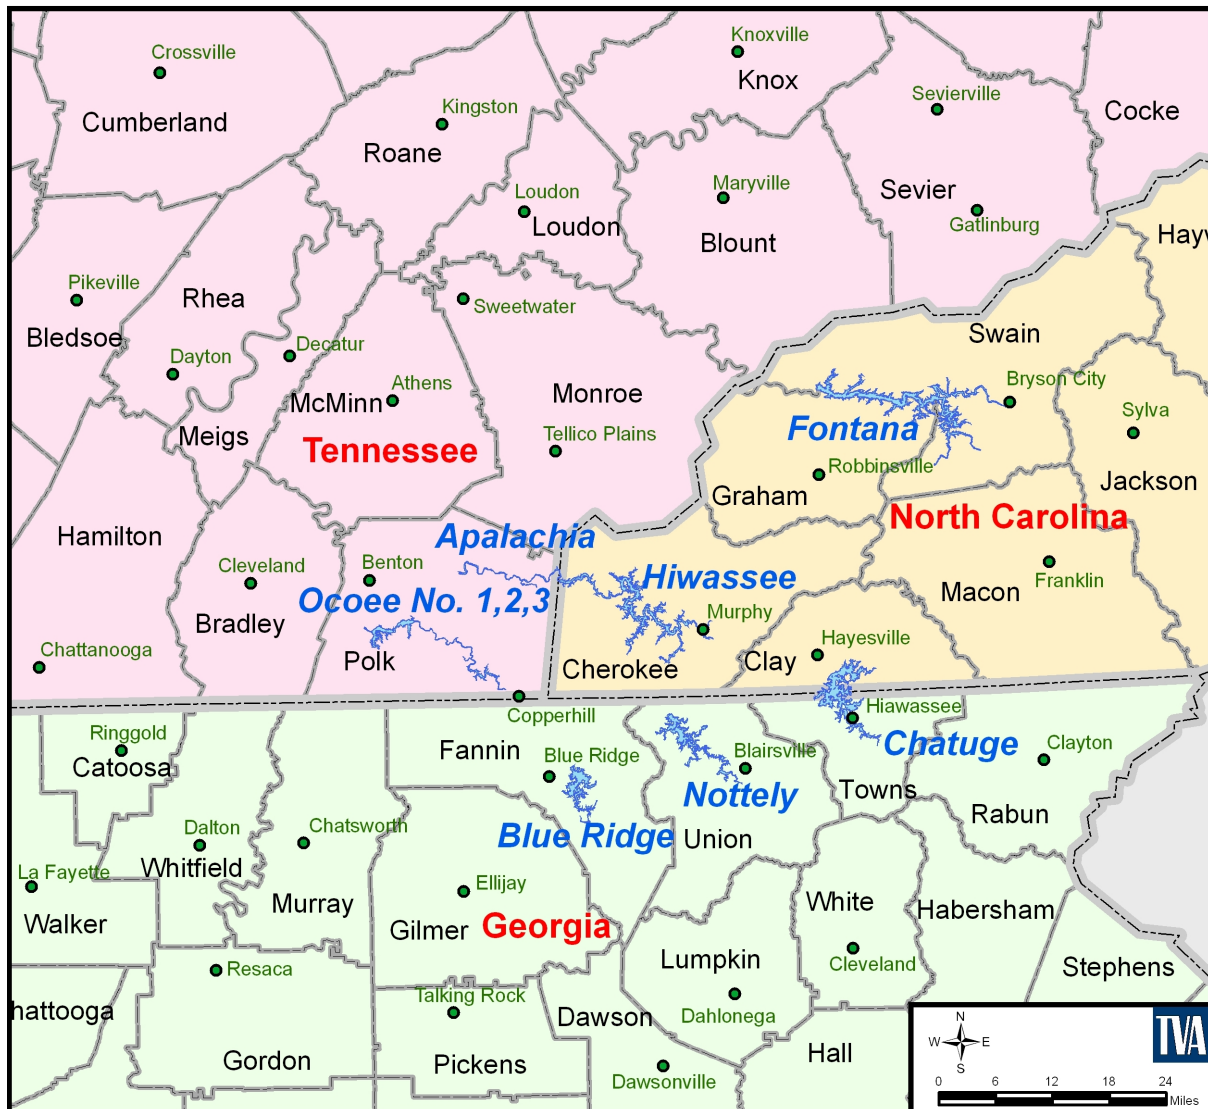 Knoxville
Crossville
Knox
Sevierville
Kingston
Cocke
Cumberland
Roane
Maryville
Loudon
Sevier
Loudon
Gatlinburg
Hayw
Blount
Pikeville
Rhea
Sweetwater
Bledsoe
Decatur
Swain
Dayton
Athens
Bryson City
Monroe
McMinn
Sylva
Fontana
Meigs
Tellico Plains
Tennessee
Robbinsville
Jackson
Graham
North Carolina
Hamilton
Apalachia
Cleveland
Benton
Hiwassee
Franklin
Macon
Ocoee No. 1,2,3
Murphy
Bradley
Hayesville
Chattanooga
Polk
Cherokee
Clay
Copperhill
Hiawassee
Ringgold
Fannin
Blue Ridge
Blairsville
Chatuge
Clayton
Catoosa
Nottely
Towns
Rabun
Dalton
Chatsworth
Blue Ridge
Union
La Fayette
Whitfield
Ellijay
Murray
White
Habersham
Walker
Gilmer
Georgia
Lumpkin
Cleveland
Stephens
Resaca
Talking Rock
hattooga
Dawson
Dahlonega
Gordon
Pickens
Hall
Dawsonville
N
W E
S
TVA
0 6 12 18 24
Miles